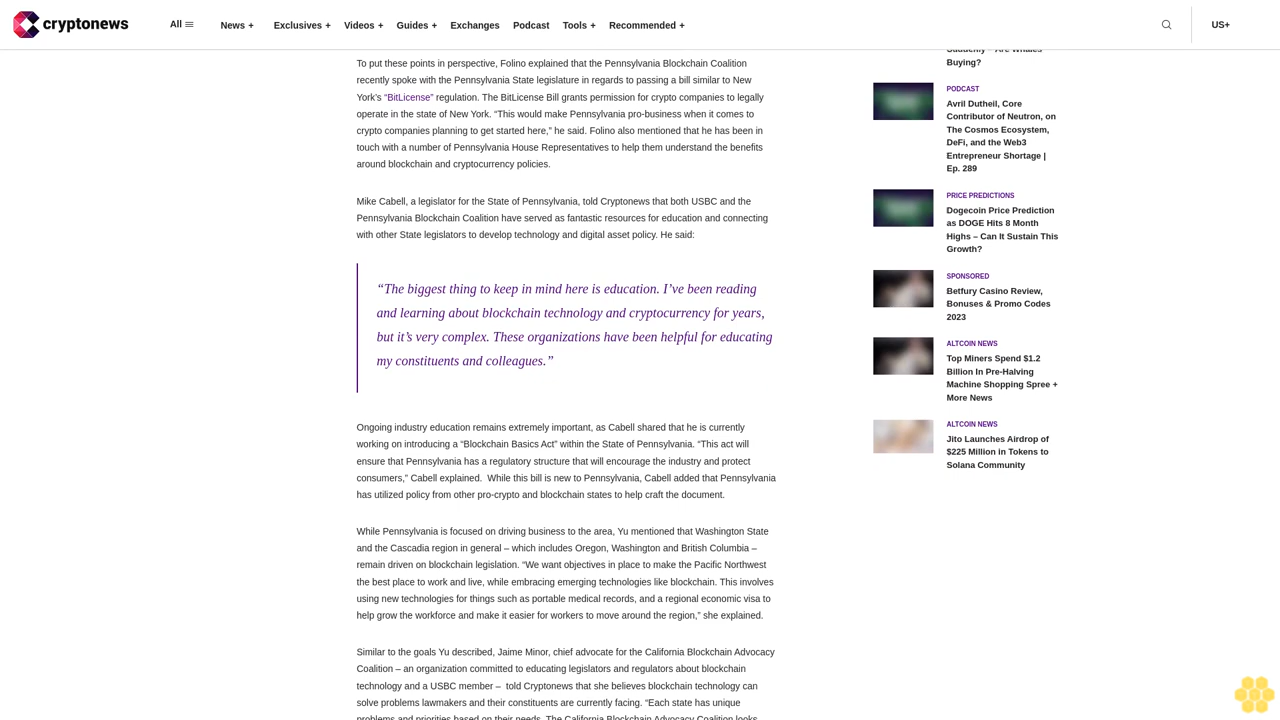 cryptonews
All
News +
Exclusives +
Videos +
Guides +
Exchanges
Podcast
Tools +
Recommended +
US+
To put these points in perspective, Folino explained that the Pennsylvania Blockchain Coalition
recently spoke with the Pennsylvania State legislature in regards to passing a bill similar to New
York’s “BitLicense” regulation. The BitLicense Bill grants permission for crypto companies to legally
operate in the state of New York. “This would make Pennsylvania pro-business when it comes to
crypto companies planning to get started here,” he said. Folino also mentioned that he has been in
touch with a number of Pennsylvania House Representatives to help them understand the benefits
around blockchain and cryptocurrency policies.
Mike Cabell, a legislator for the State of Pennsylvania, told Cryptonews that both USBC and the
Pennsylvania Blockchain Coalition have served as fantastic resources for education and connecting
with other State legislators to develop technology and digital asset policy. He said:
“The biggest thing to keep in mind here is education. I’ve been reading
and learning about blockchain technology and cryptocurrency for years,
but it’s very complex. These organizations have been helpful for educating
my constituents and colleagues.”
Ongoing industry education remains extremely important, as Cabell shared that he is currently
working on introducing a “Blockchain Basics Act” within the State of Pennsylvania. “This act will
ensure that Pennsylvania has a regulatory structure that will encourage the industry and protect
consumers,” Cabell explained.  While this bill is new to Pennsylvania, Cabell added that Pennsylvania
has utilized policy from other pro-crypto and blockchain states to help craft the document.
While Pennsylvania is focused on driving business to the area, Yu mentioned that Washington State
and the Cascadia region in general – which includes Oregon, Washington and British Columbia –
remain driven on blockchain legislation. “We want objectives in place to make the Pacific Northwest
the best place to work and live, while embracing emerging technologies like blockchain. This involves
using new technologies for things such as portable medical records, and a regional economic visa to
help grow the workforce and make it easier for workers to move around the region,” she explained.
Similar to the goals Yu described, Jaime Minor, chief advocate for the California Blockchain Advocacy
Coalition – an organization committed to educating legislators and regulators about blockchain
technology and a USBC member –  told Cryptonews that she believes blockchain technology can
solve problems lawmakers and their constituents are currently facing. “Each state has unique
problems and priorities based on their needs. The California Blockchain Advocacy Coalition looks
Suddenly – Are Whales
Buying?
PODCAST
Avril Dutheil, Core
Contributor of Neutron, on
The Cosmos Ecosystem,
DeFi, and the Web3
Entrepreneur Shortage |
Ep. 289
PRICE PREDICTIONS
Dogecoin Price Prediction
as DOGE Hits 8 Month
Highs – Can It Sustain This
Growth?
SPONSORED
Betfury Casino Review,
Bonuses & Promo Codes
2023
ALTCOIN NEWS
Top Miners Spend $1.2
Billion In Pre-Halving
Machine Shopping Spree +
More News
ALTCOIN NEWS
Jito Launches Airdrop of
$225 Million in Tokens to
Solana Community